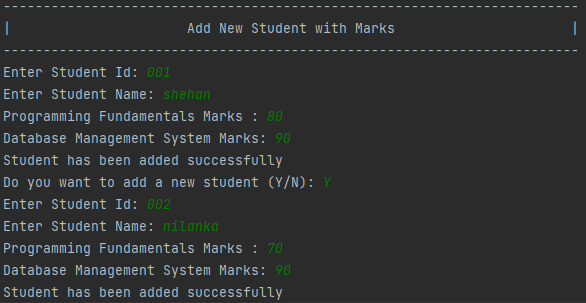 ------------------------------------------------------------------------
|                      Add New Student with Marks                      |
------------------------------------------------------------------------
Enter Student Id: 001
Enter Student Name: shehan
Programming Fundamentals Marks : 80
Database Management System Marks: 90
Student has been added successfully
Do you want to add a new student (Y/N): Y
Enter Student Id: 002
Enter Student Name: nilanka
Programming Fundamentals Marks : 70
Database Management System Marks: 90
Student has been added successfully